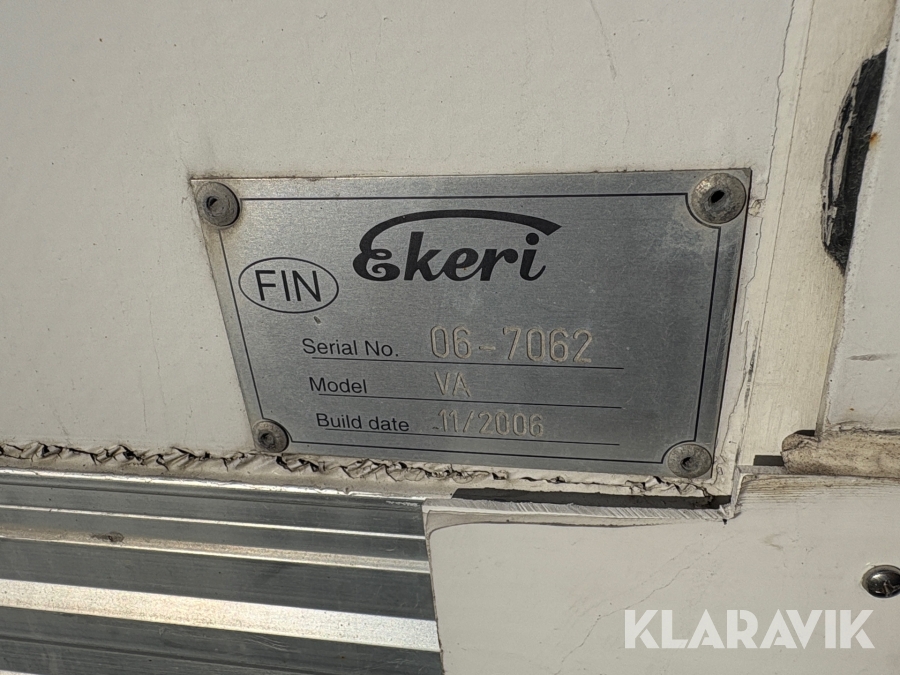 Ekeri
FIN
Serial No. 06-7062
Model VA
Build date 11/2006
KLARAVIK